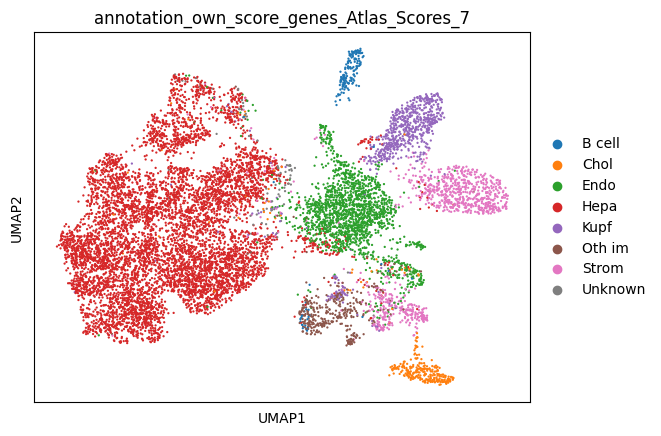 annotation_own_score_genes_Atlas_Scores_7
UMAP2
UMAP1
B cell
Chol
Endo
Hepa
Kupf
Oth im
Strom
Unknown